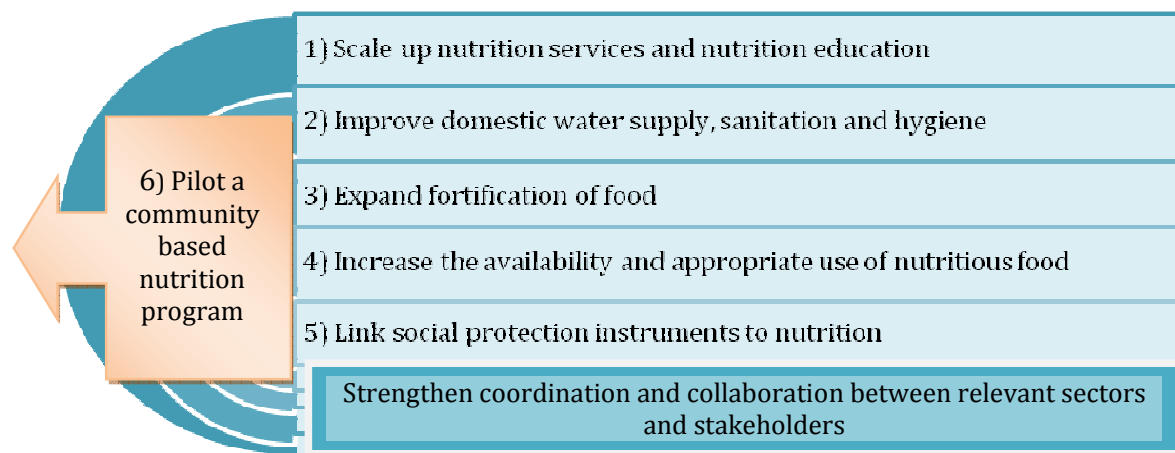 1) Scale up nutrition services and nutrition education
2) Improve domestic water supply, sanitation and hygiene
3) Expand fortification of food
4) Increase the availability and appropriate use of nutritious food
5) Link social protection instruments to nutrition
6) Pilot a
community
based
nutrition
program
Strengthen coordination and collaboration between relevant sectors
and stakeholders